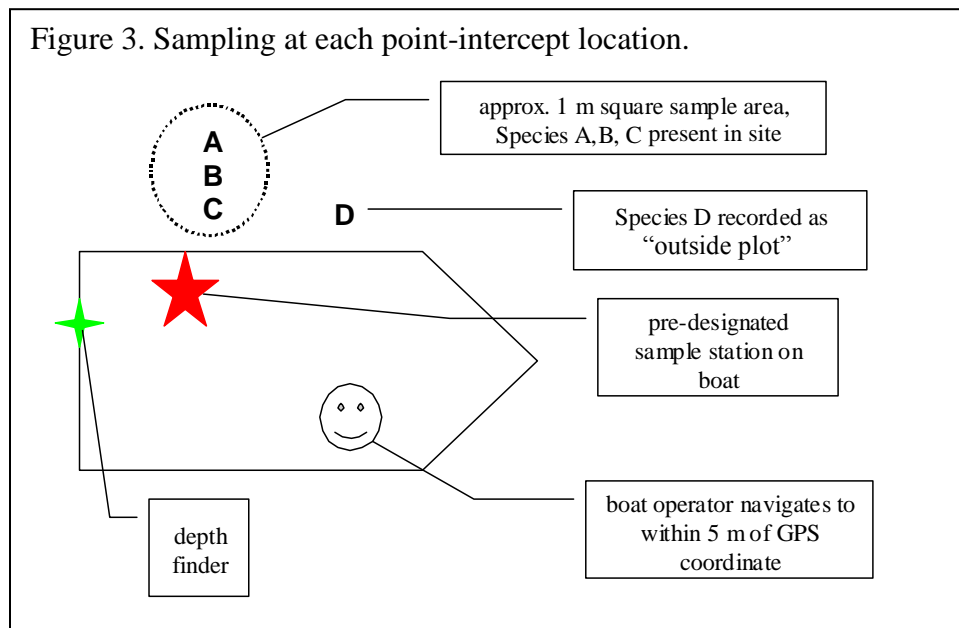 Figure 3. Sampling at each point-intercept location.
approx. 1 m square sample area,
Species A,B, C present in site
A
B
C
D
Species D recorded as
“outside plot”
pre-designated
sample station on
boat
boat operator navigates to
within 5 m of GPS
coordinate
depth
finder